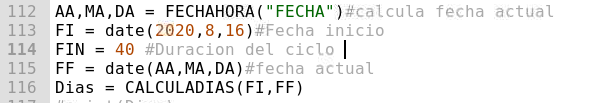 112 AA,MA,DA = FECHAHORA("FECHA")#calcula fecha actual
113 FI = date(2020,8,16)#Fecha inicio
114 FIN = 40 #Duracion del ciclo
115 FF = date(AA,MA,DA)#fecha actual
116 Dias = CALCULADIAS(FI,FF)